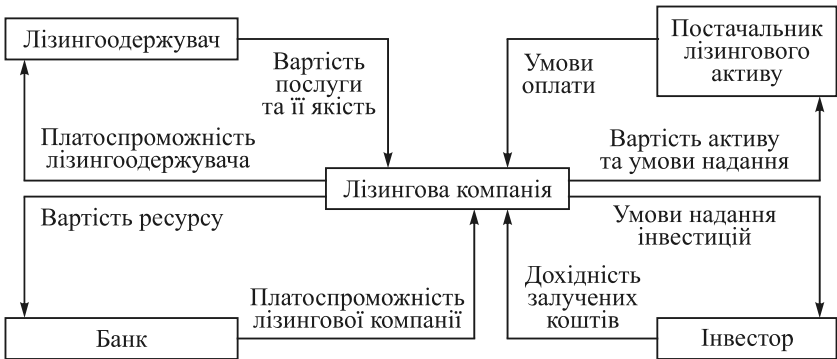 Лізингоодержувач
Вартість
послуги
та її якість
Умови
оплати
Постачальник
лізингового
активу
Платоспроможність
лізингоодержувача
Вартість активу
та умови надання
Лізингова компанія
Вартість ресурсу
Умови надання
інвестицій
Платоспроможність
лізингової компанії
Дохідність
залучених
коштів
Банк
Інвестор